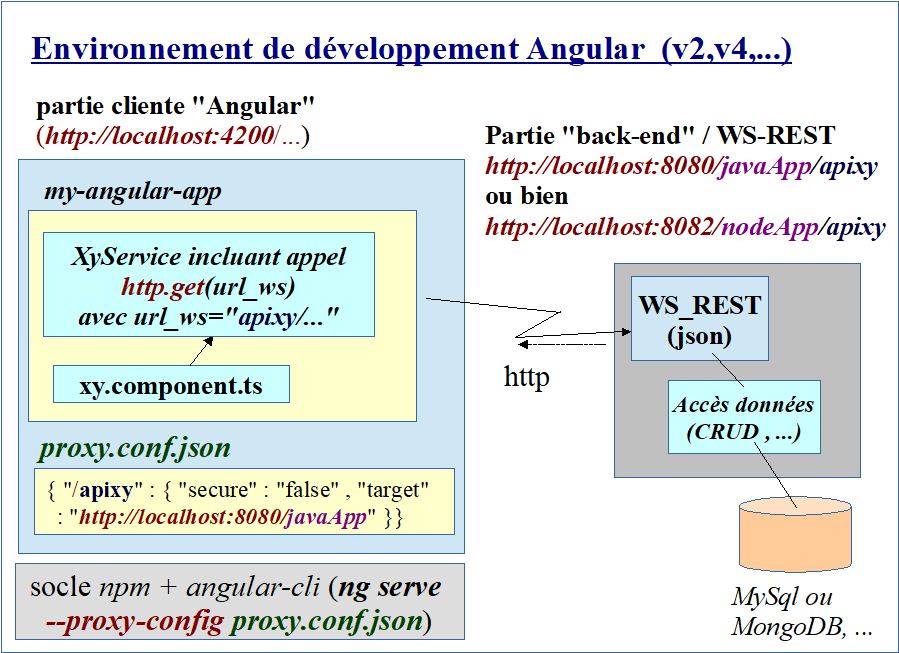 Environnement de développement Angular (v2,v4,...)
partie cliente "Angular"
(http://localhost:4200/...)
Partie "back-end" / WS-REST
http://localhost:8080/javaApp/apixy
ou bien
http://localhost:8082/nodeApp/apixy
my-angular-app
XyService incluant appel
http.get(url_ws)
avec url_ws="apixy/..."
xy.component.ts
http
WS_REST
(json)
Accès données
(CRUD , ...)
proxy.conf.json
{ "/apixy" : { "secure" : "false" , "target"
: "http://localhost:8080/javaApp" }}
socle npm + angular-cli (ng serve
--proxy-config proxy.conf.json)
MySql ou
MongoDB, ...